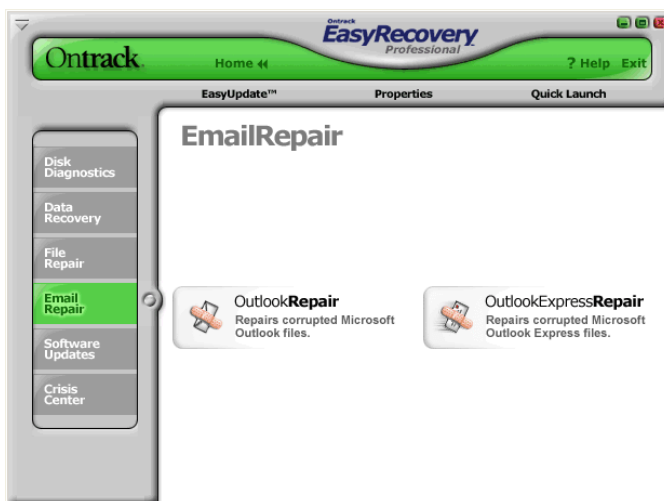 Ontrack
EasyRecovery
Professional
Ontrack.
Home
? Help Exit
EasyUpdate™ Properties Quick Launch
EmailRepair
Disk
Diagnostics
Data
Recovery
File
Repair
Email
Repair
Software
Updates
Crisis
Center
OutlookRepair
Repairs corrupted Microsoft
Outlook files.
OutlookExpressRepair
Repairs corrupted Microsoft
Outlook Express files.